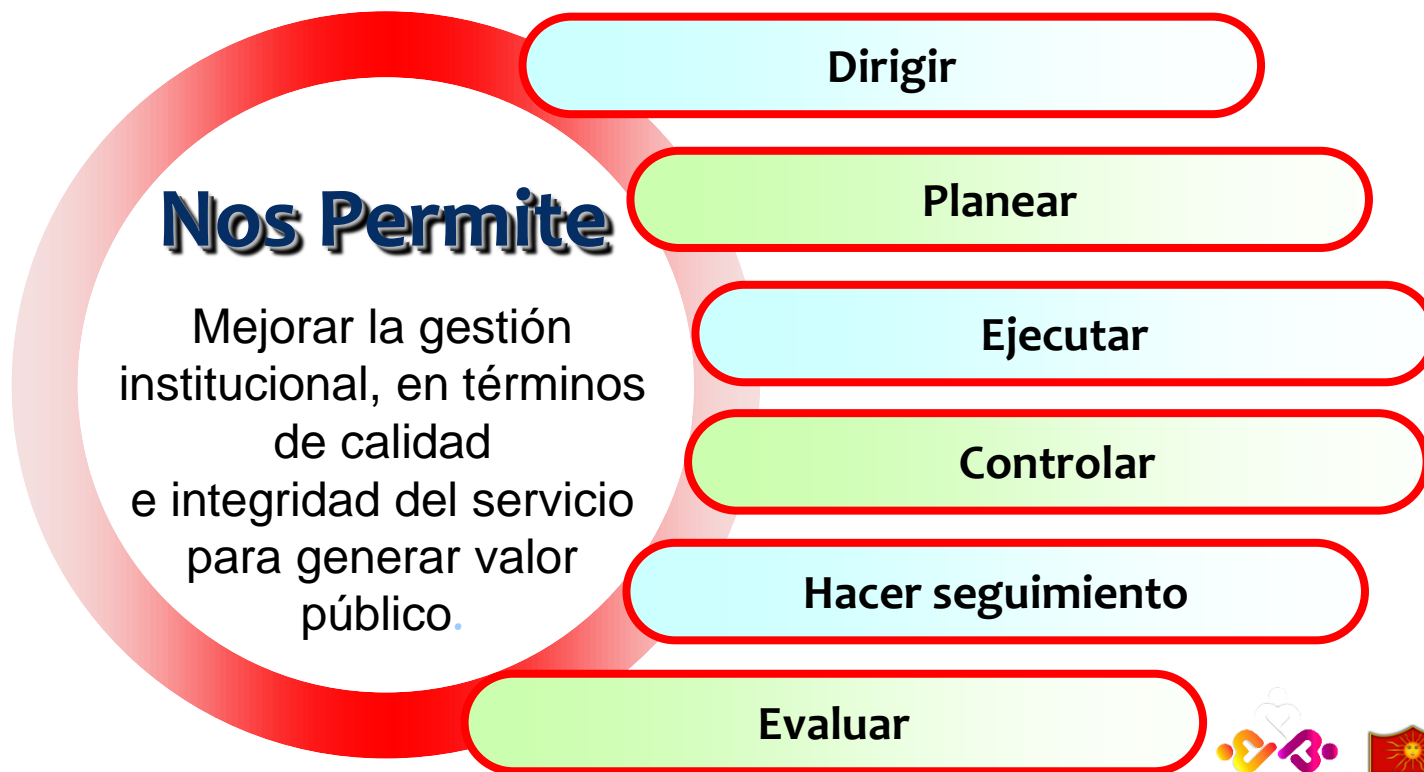 Nos Permite
Mejorar la gestión
institucional, en términos
de calidad
e integridad del servicio
para generar valor
público.
Dirigir
Planear
Ejecutar
Controlar
Hacer seguimiento
Evaluar